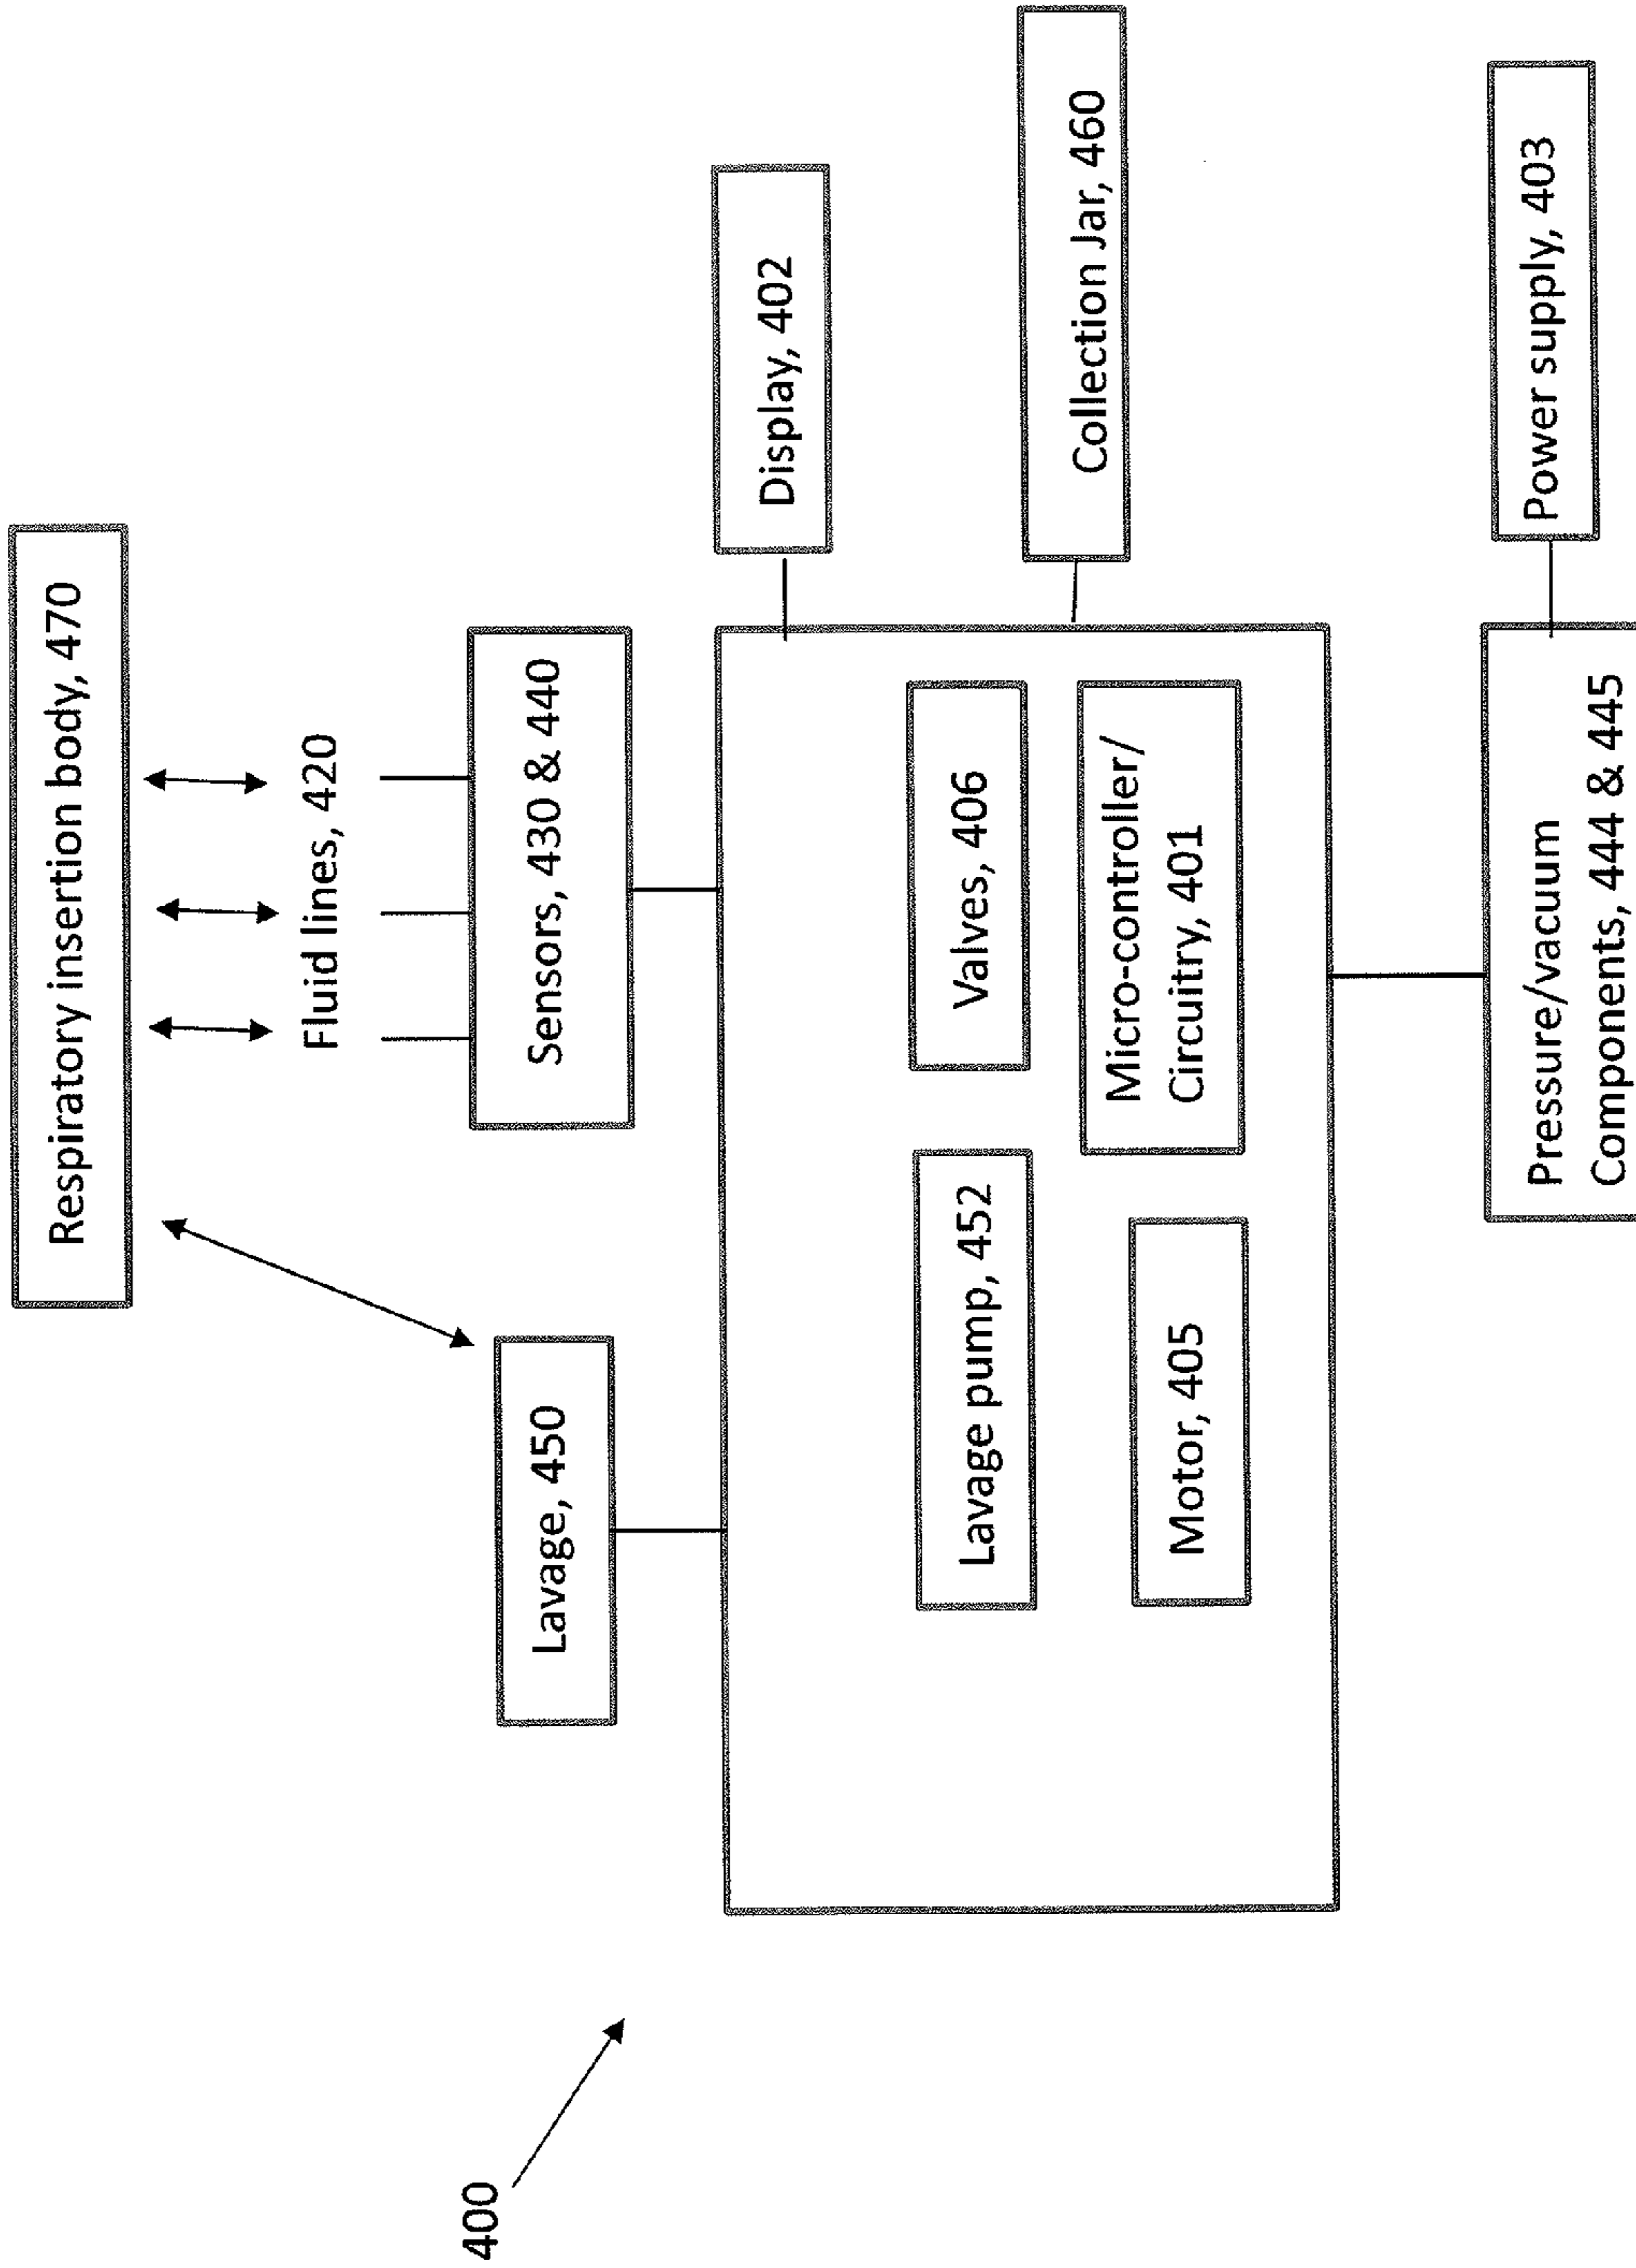 Respiratory insertion body, 470
Fluid lines, 420
Lavage, 450
Sensors, 430 & 440
Display, 402
Lavage pump, 452
Valves, 406
Motor, 405
Micro-controller/
Circuitry, 401
Collection Jar, 460
Pressure/vacuum
Components, 444 & 445
Power supply, 403
400